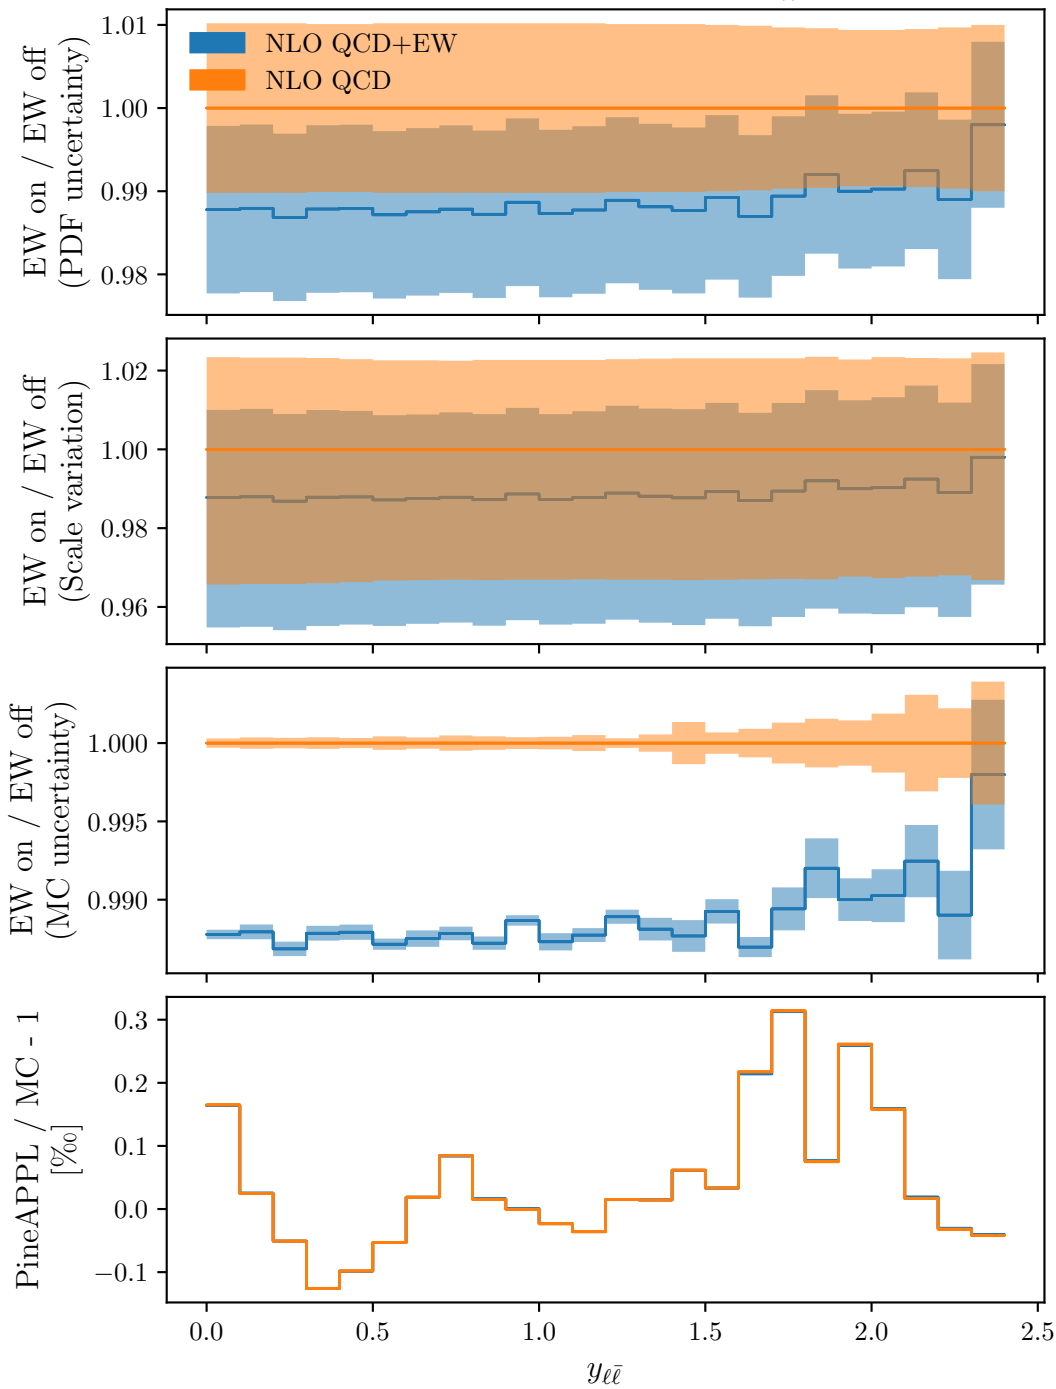 NLO QCD+EW
NLO QCD
EW on / EW off
(PDF uncertainty)
1.01
1.00
0.99
0.98
EW on / EW off
(Scale variation)
1.02
1.00
0.98
0.96
EW on / EW off
(MC uncertainty)
1.000
0.995
0.990
PineAPPL / MC - 1
[‰]
0.3
0.2
0.1
0.0
−0.1
0.0 0.5 1.0 1.5 2.0 2.5
yℓℓ̄